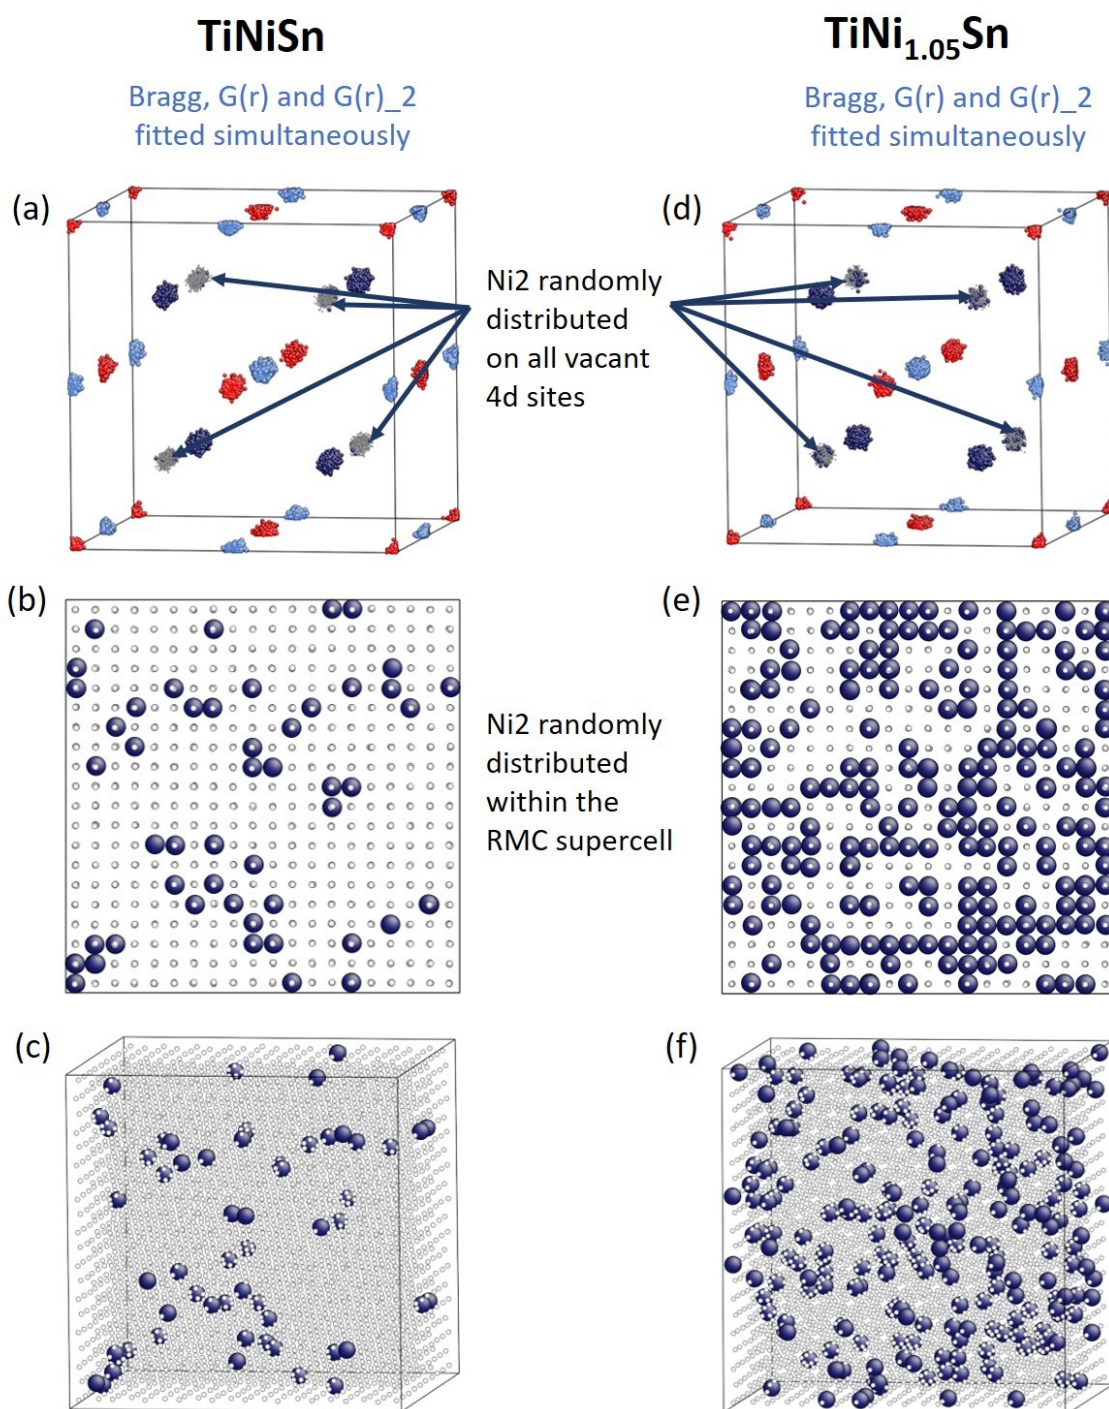 TiNiSn
TiNi1.05Sn
Bragg, G(r) and G(r)_2
fitted simultaneously
Bragg, G(r) and G(r)_2
fitted simultaneously
(a)
(d)
Ni2 randomly
distributed
on all vacant
4d sites
(b)
(e)
Ni2 randomly
distributed
within the
RMC supercell
(c)
(f)